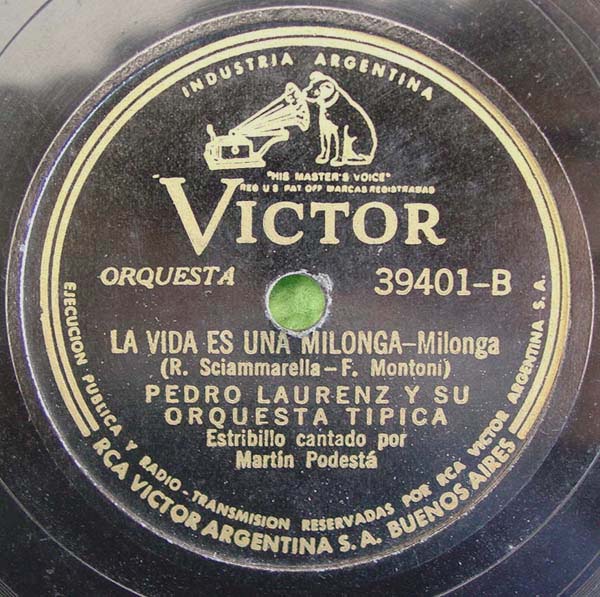 INDUSTRIA ARGENTINA
"HIS MASTER'S VOICE"
REG U S PAT OFF MARCAS REGISTRADAS
VICTOR
ORQUESTA 39401-B
LA VIDA ES UNA MILONGA-Milonga
(R. Sciammarella-F. Montoni)
PEDRO LAURENZ Y SU
ORQUESTA TIPICA
Estribillo cantado por
Martín Podestá
EJECUCION PUBLICA Y RADIO-TRANSMISION RESERVADAS POR RCA VICTOR ARGENTINA S. A.
RCA VICTOR ARGENTINA S. A. BUENOS AIRES